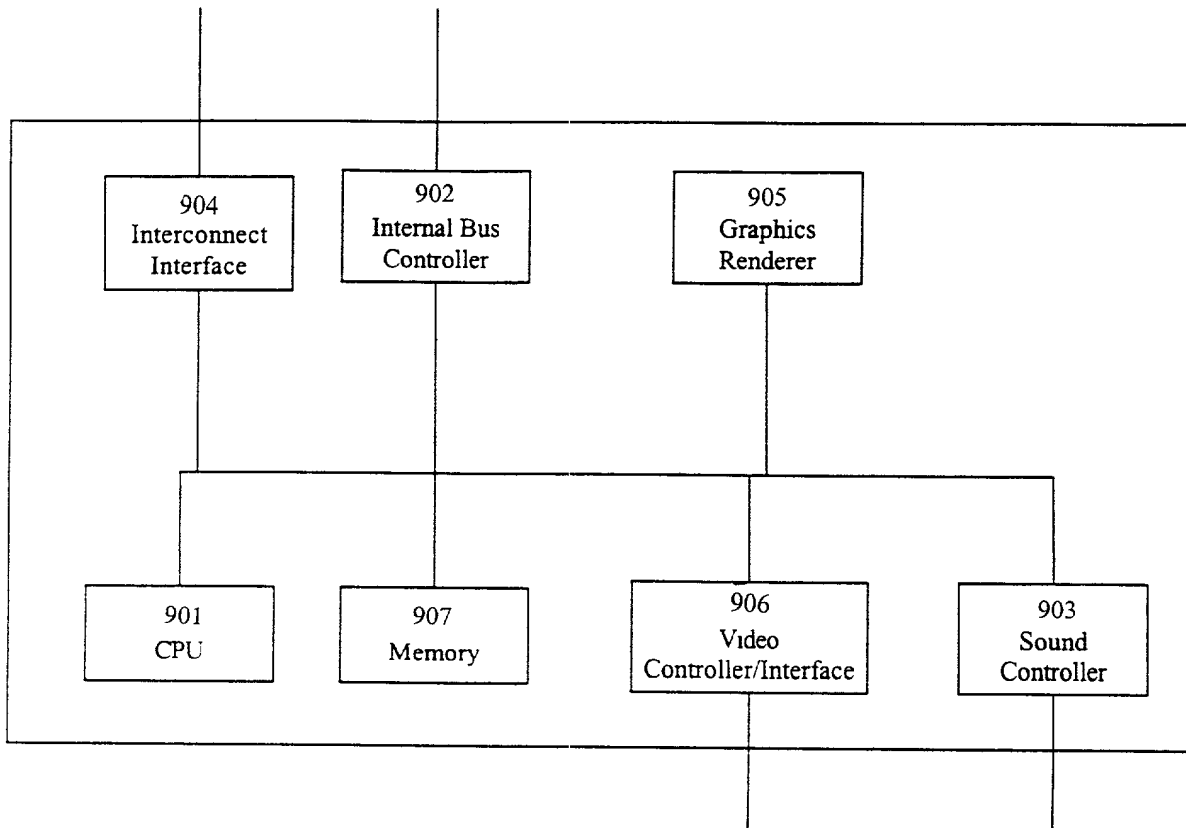 904
Interconnect
Interface
902
Internal Bus
Controller
905
Graphics
Renderer
901
CPU
907
Memory
906
Video
Controller/Interface
903
Sound
Controller